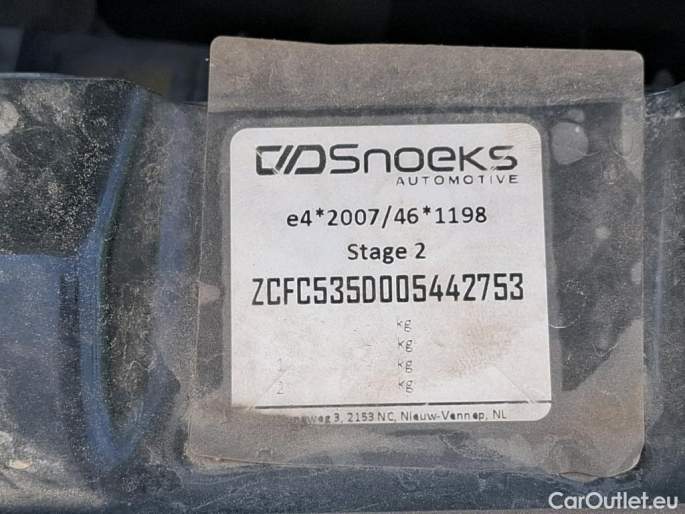 Snoeks
AUTOMOTIVE
e4*2007/46*1198
Stage 2
ZCFC535D005442753
kg
kg
1 kg
2 kg
3, 2153 NC, Nieuw-Vennep, NL
CarOutlet.eu